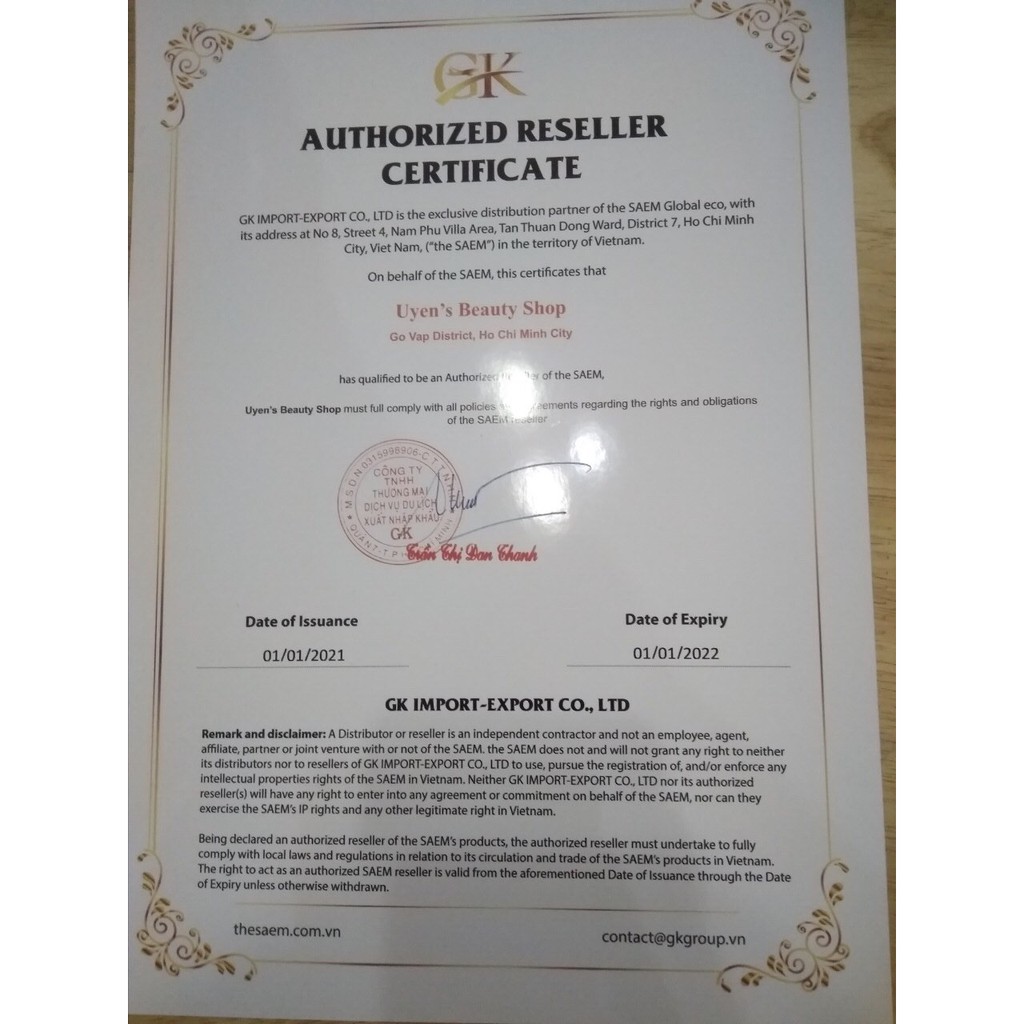 GK
AUTHORIZED RESELLER
CERTIFICATE
GK IMPORT-EXPORT CO., LTD is the exclusive distribution partner of the SAEM Global eco, with
its address at No 8, Street 4, Nam Phu Villa Area, Tan Thuan Dong Ward, District 7, Ho Chi Minh
City, Viet Nam, ("the SAEM") in the territory of Vietnam.
On behalf of the SAEM, this certificates that
Uyen's Beauty Shop
Go Vap District, Ho Chi Minh City
has qualified to be an Authorized of the SAEM,
Uyen's Beauty Shop must full comply with all policies regarding the rights and obligations
of the SAEM reseller
M.S.D.N:0315998906-C.T.T.N.H.H
CÔNG TY
TNHH
THƯƠNG MẠI
DỊCH VỤ DU LỊCH
XUẤT NHẬP KHẨU
GK
QUẬN 7 - T.P
Trần Thị Đan Thanh
Date of Issuance
Date of Expiry
01/01/2021
01/01/2022
GK IMPORT-EXPORT CO., LTD
Remark and disclaimer: A Distributor or reseller is an independent contractor and not an employee, agent,
affiliate, partner or joint venture with or not of the SAEM. the SAEM does not and will not grant any right to neither
its distributors nor to resellers of GK IMPORT-EXPORT CO., LTD to use, pursue the registration of, and/or enforce any
intellectual properties rights of the SAEM in Vietnam. Neither GK IMPORT-EXPORT CO., LTD nor its authorized
reseller(s) will have any right to enter into any agreement or commitment on behalf of the SAEM, nor can they
exercise the SAEM's IP rights and any other legitimate right in Vietnam.
Being declared an authorized reseller of the SAEM's products, the authorized reseller must undertake to fully
comply with local laws and regulations in relation to its circulation and trade of the SAEM's products in Vietnam.
The right to act as an authorized SAEM reseller is valid from the aforementioned Date of Issuance through the Date
of Expiry unless otherwise withdrawn.
thesaem.com.vn
contact@gkgroup.vn